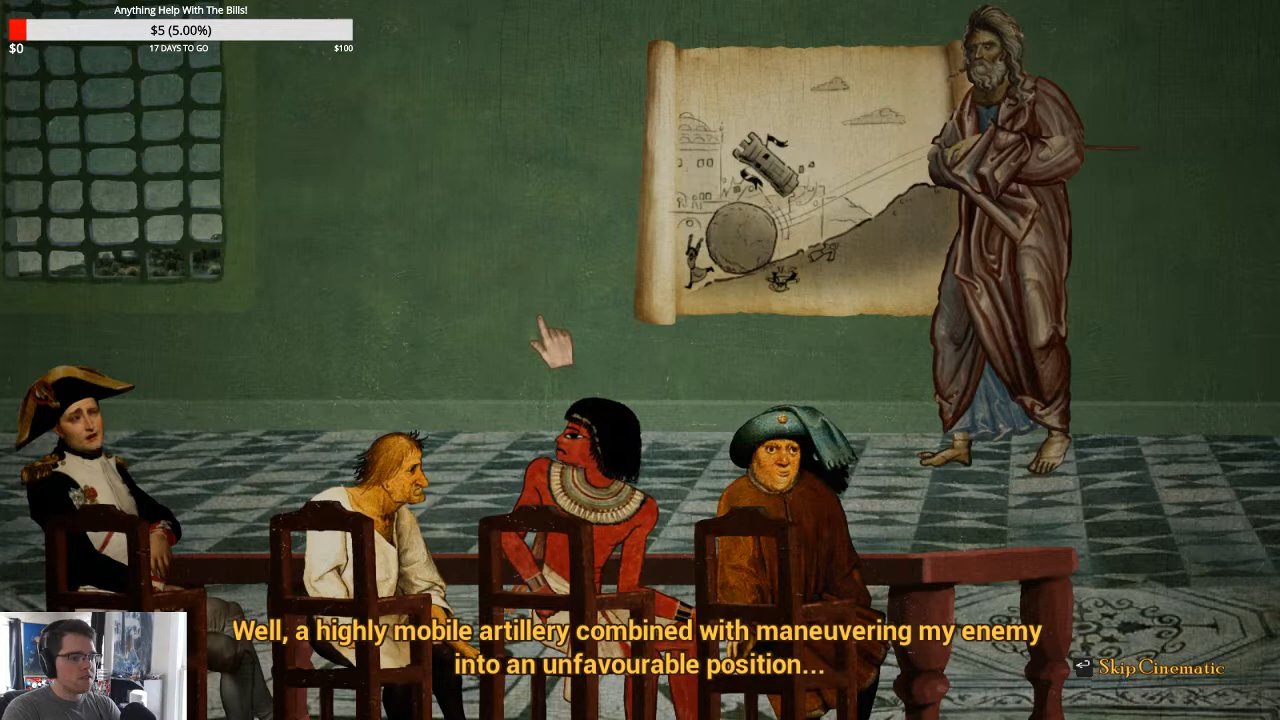 Anything Help With The Bills!
$5 (5.00%)
$0
17 DAYS TO GO
$100
Well, a highly mobile artillery combined with maneuvering my enemy
into an unfavourable position...
Skip Cinematic